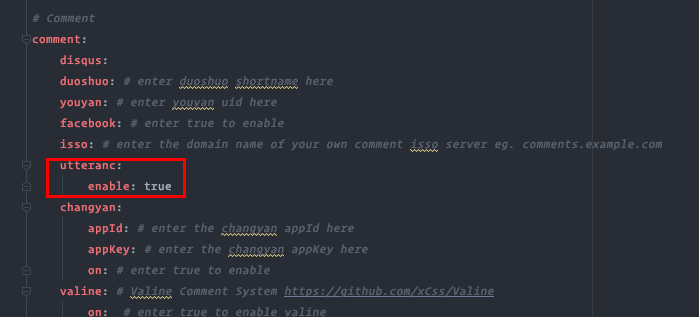 # Comment
comment:
disqus:
duoshuo: # enter duoshuo shortname here
youyan: # enter youyan uid here
facebook: # enter true to enable
isso: # enter the domain name of your own comment isso server eg. comments.example.com
utteranc:
enable: true
changyan:
appId: # enter the changyan appId here
appKey: # enter the changyan appKey here
on: # enter true to enable
valine: # Valine Comment System https://github.com/xCss/Valine
on: # enter true to enable valine